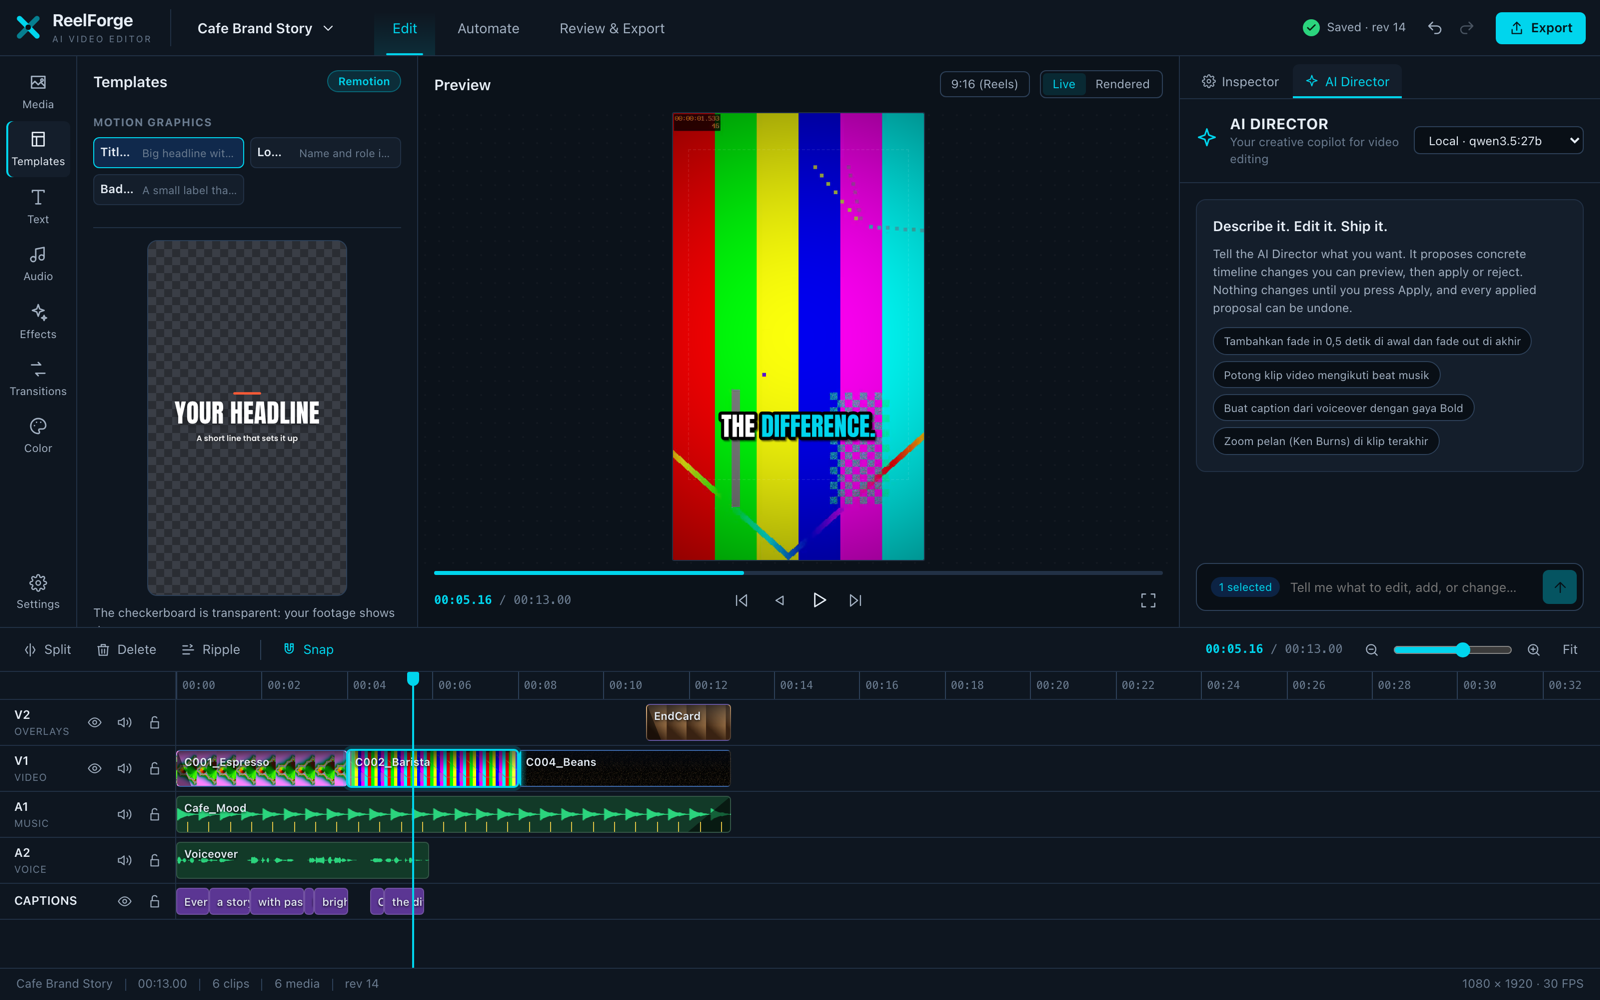 ReelForge
AI VIDEO EDITOR
Cafe Brand Story
Edit
Automate
Review & Export
Saved · rev 14
Export
Media
Templates
Text
Audio
Effects
Transitions
Color
Settings
Templates
Remotion
MOTION GRAPHICS
Titl... Big headline wit...
Lo... Name and role i...
Bad... A small label tha...
YOUR HEADLINE
A short line that sets it up
The checkerboard is transparent: your footage shows
Preview
9:16 (Reels)
Live
Rendered
00:00:01.533
46
THE DIFFERENCE.
00:05.16 / 00:13.00
Inspector
AI Director
AI DIRECTOR
Your creative copilot for video
editing
Local · qwen3.5:27b
Describe it. Edit it. Ship it.
Tell the AI Director what you want. It proposes concrete
timeline changes you can preview, then apply or reject.
Nothing changes until you press Apply, and every applied
proposal can be undone.
Tambahkan fade in 0,5 detik di awal dan fade out di akhir
Potong klip video mengikuti beat musik
Buat caption dari voiceover dengan gaya Bold
Zoom pelan (Ken Burns) di klip terakhir
1 selected
Tell me what to edit, add, or change...
Split
Delete
Ripple
Snap
00:05.16 / 00:13.00
Fit
00:00 00:02 00:04 00:06 00:08 00:10 00:12 00:14 00:16 00:18 00:20 00:22 00:24 00:26 00:28 00:30 00:32
V2
OVERLAYS
EndCard
V1
VIDEO
C001_Espresso
C002_Barista
C004_Beans
A1
MUSIC
Cafe_Mood
A2
VOICE
Voiceover
CAPTIONS
Ever
a stor
with pas
brigh
C
the di
Cafe Brand Story
00:13.00
6 clips
6 media
rev 14
1080 × 1920 · 30 FPS